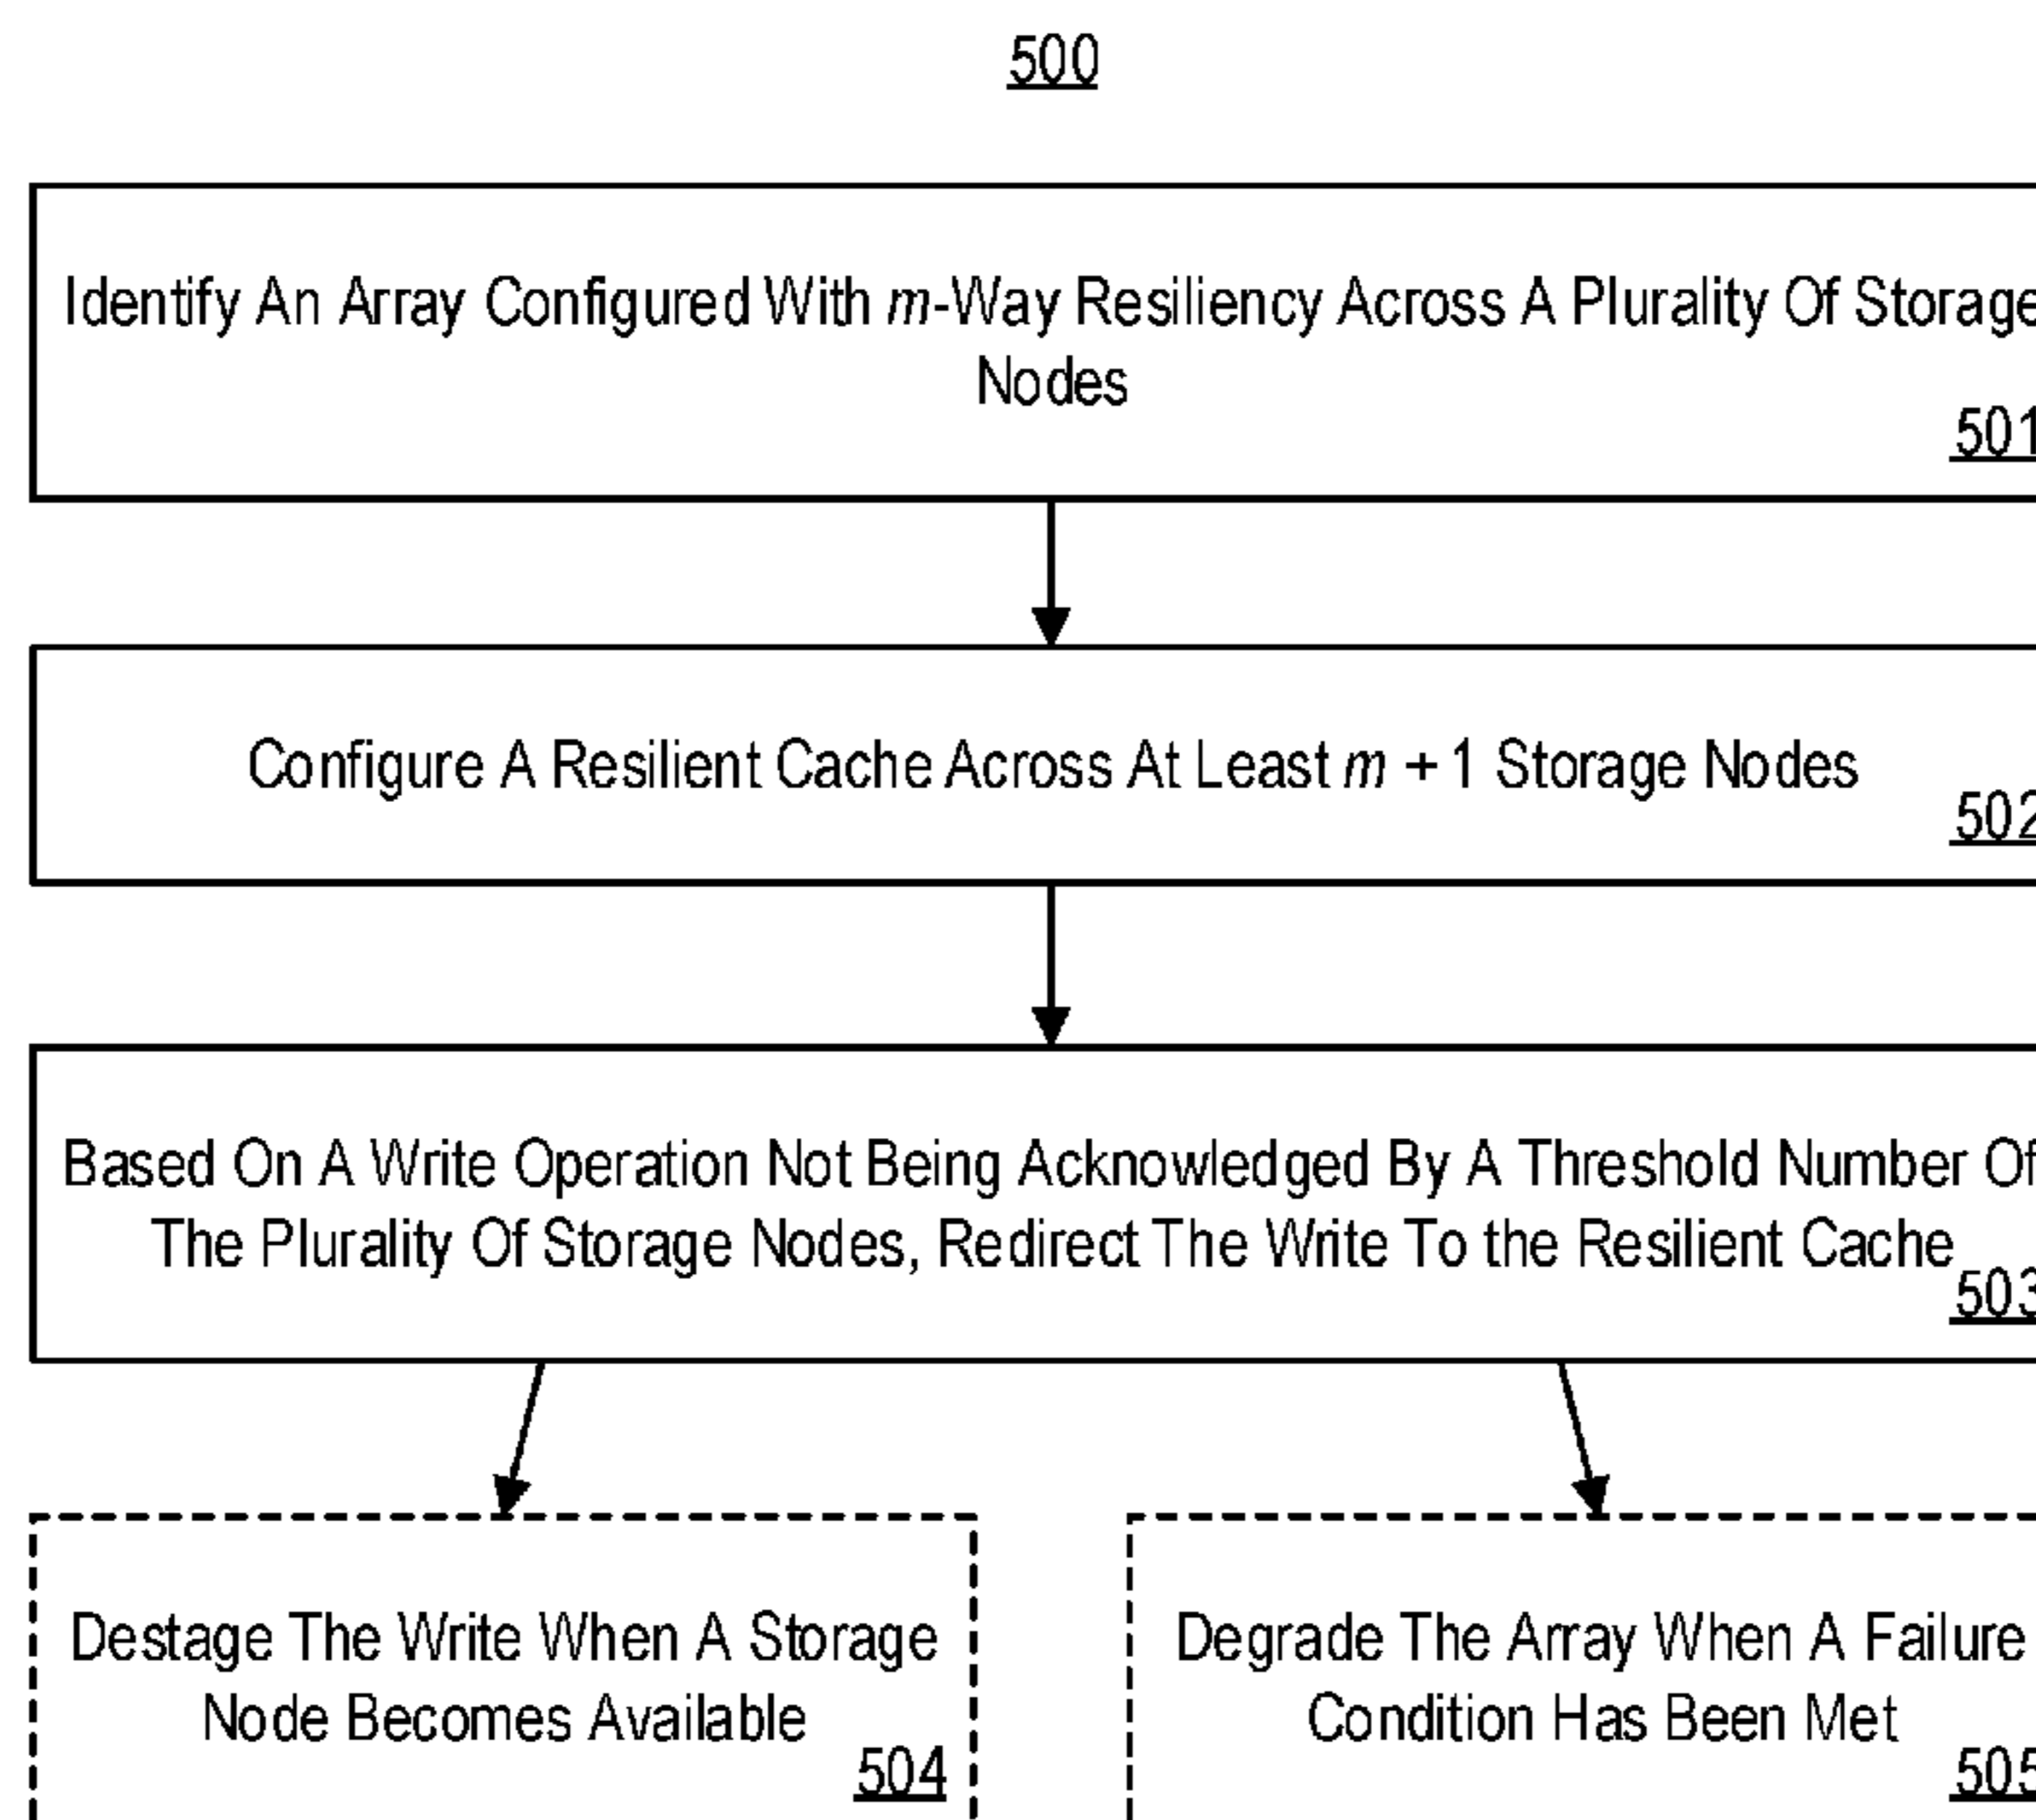 500
Identify An Array Configured With m-Way Resiliency Across A Plurality Of Storage
Nodes
501
Configure A Resilient Cache Across At Least m + 1 Storage Nodes
502
Based On A Write Operation Not Being Acknowledged By A Threshold Number Of
The Plurality Of Storage Nodes, Redirect The Write To the Resilient Cache
503
Destage The Write When A Storage
Node Becomes Available
504
Degrade The Array When A Failure
Condition Has Been Met
505